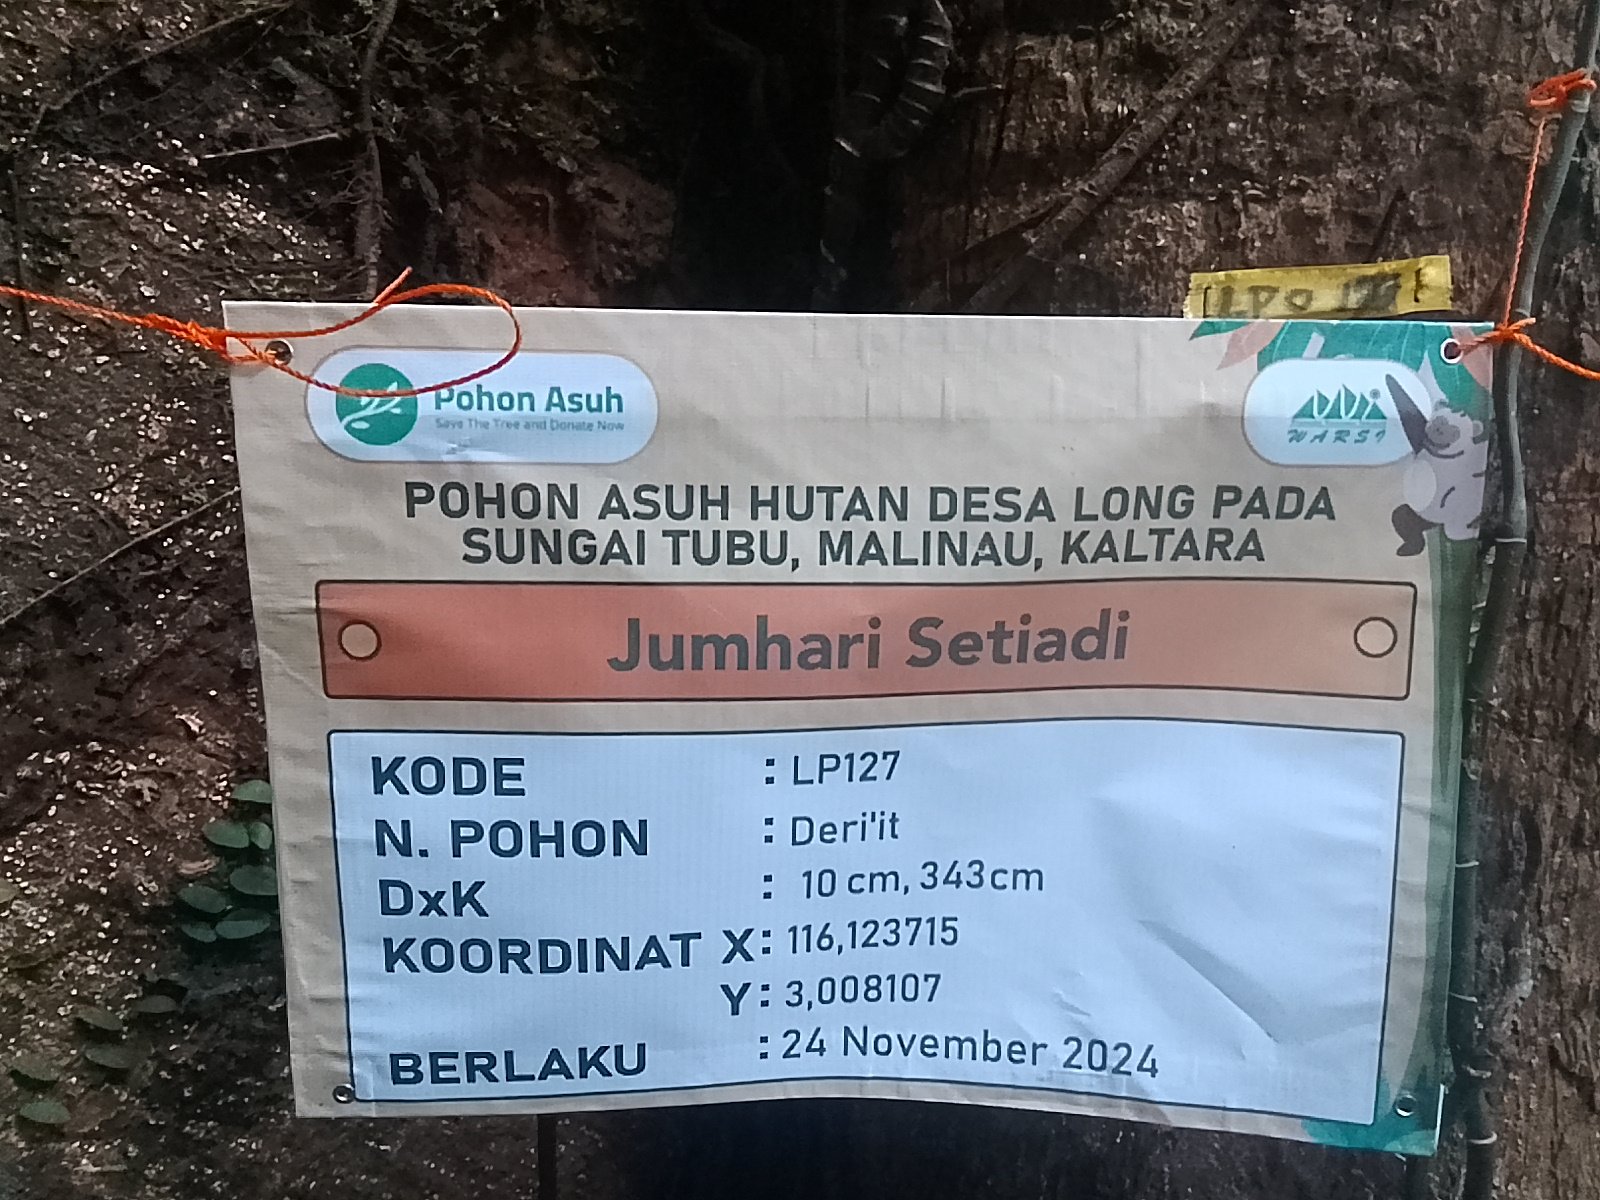 Pohon Asuh
Save The Tree and Donate Now
WARSI
POHON ASUH HUTAN DESA LONG PADA
SUNGAI TUBU, MALINAU, KALTARA
Jumhari Setiadi
KODE : LP127
N. POHON : Deri'it
DxK : 10 cm, 343cm
KOORDINAT X : 116,123715
Y : 3,008107
BERLAKU : 24 November 2024